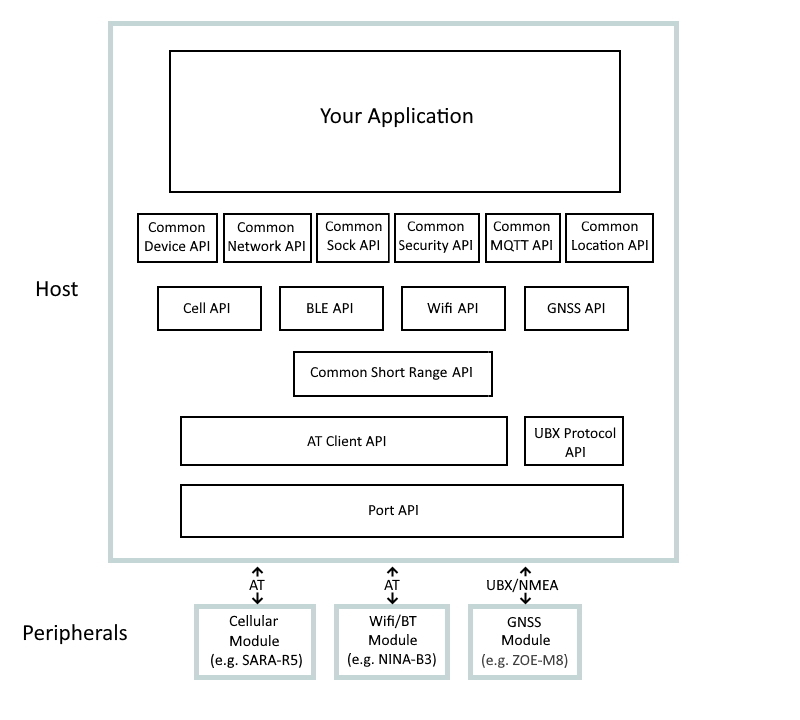 Your Application
Common
Device API
Common
Network API
Common
Sock API
Common
Security API
Common
MQTT API
Common
Location API
Host
Cell API
BLE API
Wifi API
GNSS API
Common Short Range API
AT Client API
UBX Protocol
API
Port API
AT
AT
UBX/NMEA
Peripherals
Cellular
Module
(e.g. SARA-R5)
Wifi/BT
Module
(e.g. NINA-B3)
GNSS
Module
(e.g. ZOE-M8)